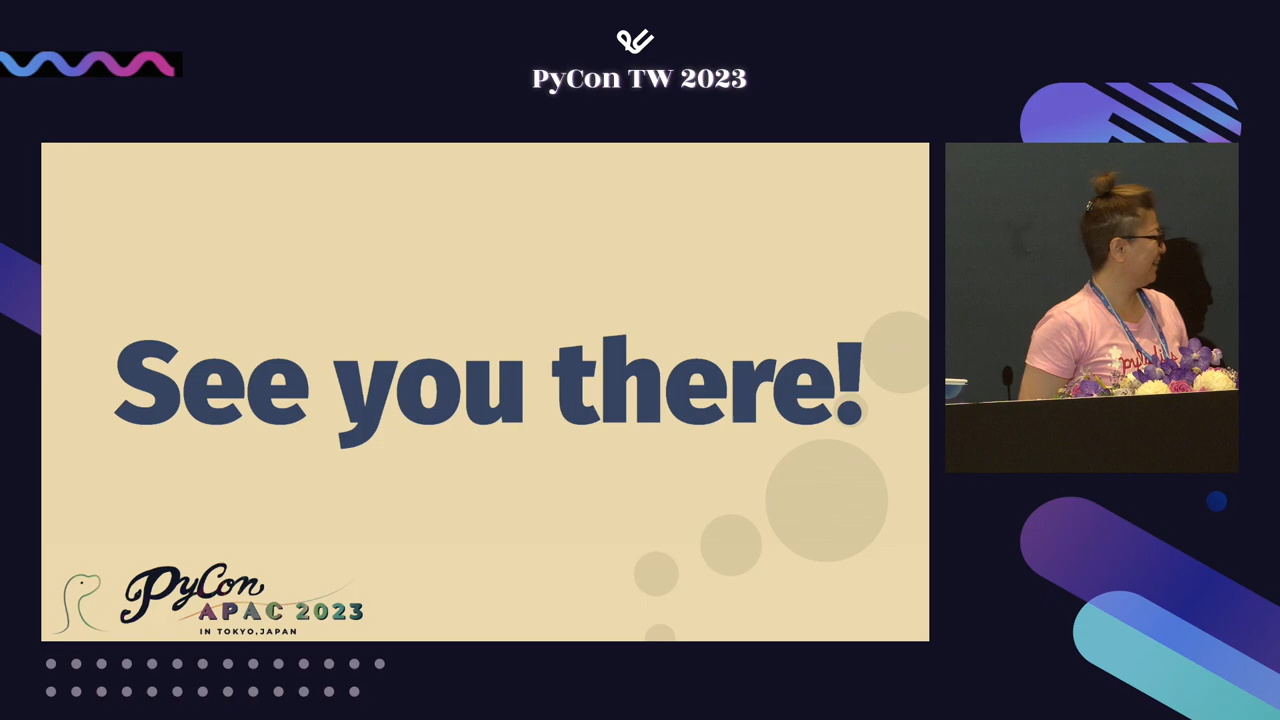 PyCon TW 2023
See you there!
PyCon
APAC 2023
IN TOKYO, JAPAN